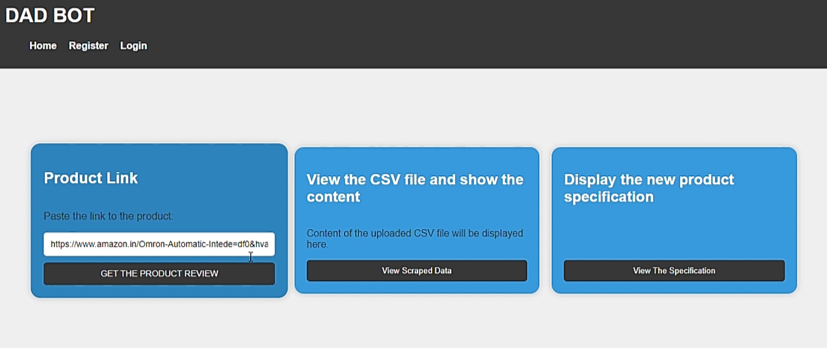 DAD BOT
Home Register Login
Product Link
Paste the link to the product:
https://www.amazon.in/Omron-Automatic-Intede=df0&hva
GET THE PRODUCT REVIEW
View the CSV file and show the
content
Content of the uploaded CSV file will be displayed
here.
View Scraped Data
Display the new product
specification
View The Specification